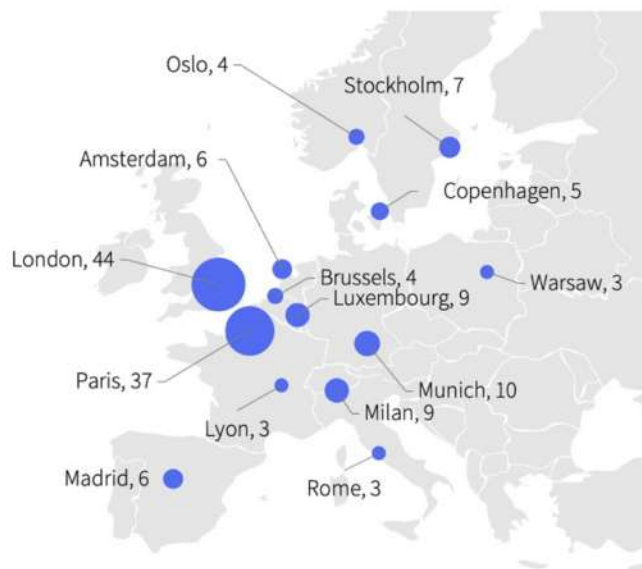 Oslo, 4
Stockholm, 7
Amsterdam, 6
Copenhagen, 5
London, 44
Brussels, 4
Warsaw, 3
Luxembourg, 9
Paris, 37
Munich, 10
Milan, 9
Lyon, 3
Madrid, 6
Rome, 3